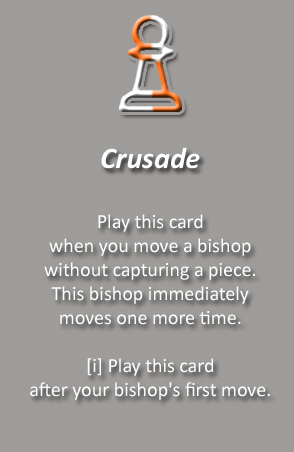 Crusade
Play this card
when you move a bishop
without capturing a piece.
This bishop immediately
moves one more time.
[i] Play this card
after your bishop's first move.